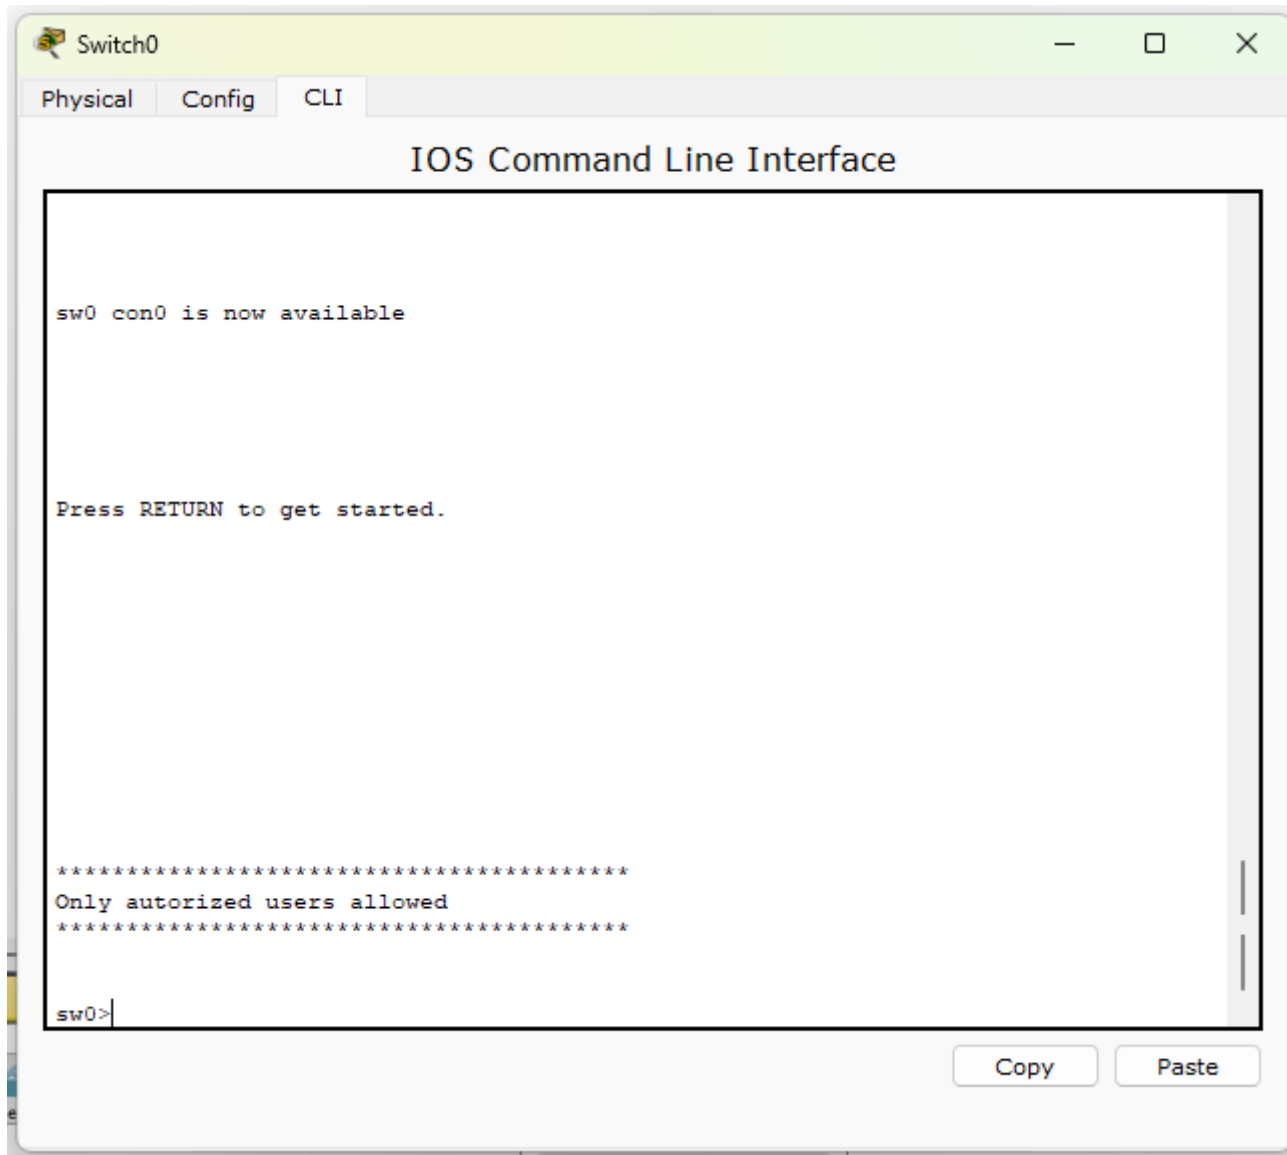 Switch0
Physical Config CLI
IOS Command Line Interface
sw0 con0 is now available
Press RETURN to get started.
*****************************************
Only autorized users allowed
*****************************************
sw0>
Copy Paste
e